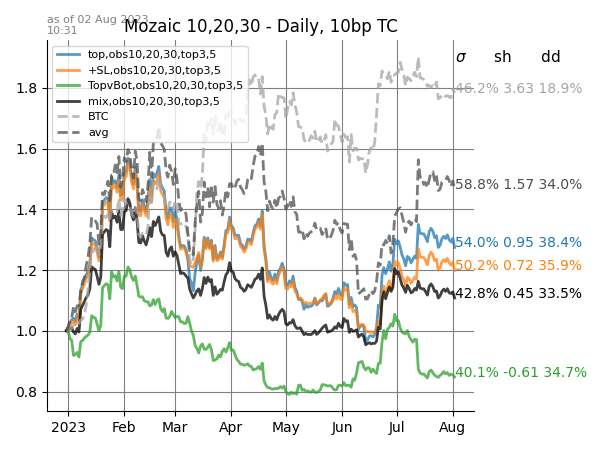 as of 02 Aug 2023
10:31
Mozaic 10,20,30 - Daily, 10bp TC
σ sh dd
top,obs10,20,30,top3,5
+SL,obs10,20,30,top3,5
TopvBot,obs10,20,30,top3,5
mix,obs10,20,30,top3,5
BTC
avg
46.2% 3.63 18.9%
58.8% 1.57 34.0%
54.0% 0.95 38.4%
50.2% 0.72 35.9%
42.8% 0.45 33.5%
40.1% -0.61 34.7%
1.8
1.6
1.4
1.2
1.0
0.8
2023 Feb Mar Apr May Jun Jul Aug